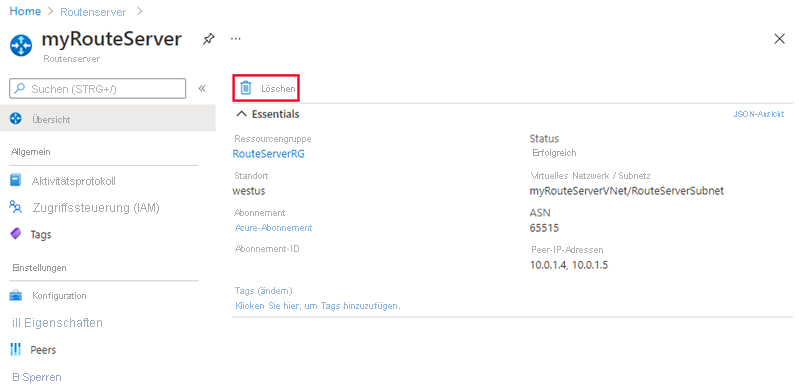 Home > Routenserver >
myRouteServer ...
Routenserver
Suchen (STRG+/) «
Übersicht
Allgemein
Aktivitätsprotokoll
Zugriffssteuerung (IAM)
Tags
Einstellungen
Konfiguration
ill Eigenschaften
Peers
B Sperren
Löschen
Essentials
JSON-Ansicht
Ressourcengruppe
RouteServerRG
Standort
westus
Abonnement
Azure-Abonnement
Abonnement-ID
Status
Erfolgreich
Virtuelles Netzwerk / Subnetz
myRouteServerVNet/RouteServerSubnet
ASN
65515
Peer-IP-Adressen
10.0.1.4, 10.0.1.5
Tags (ändern)
Klicken Sie hier, um Tags hinzuzufügen.